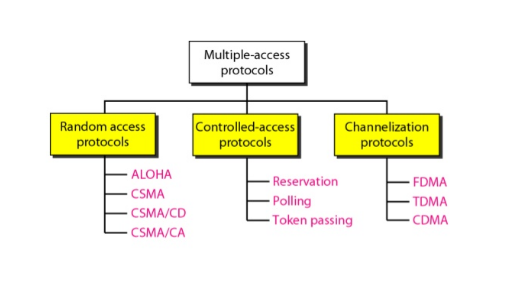 Multiple-access
protocols
Random access
protocols
ALOHA
CSMA
CSMA/CD
CSMA/CA
Controlled-access
protocols
Reservation
Polling
Token passing
Channelization
protocols
FDMA
TDMA
CDMA